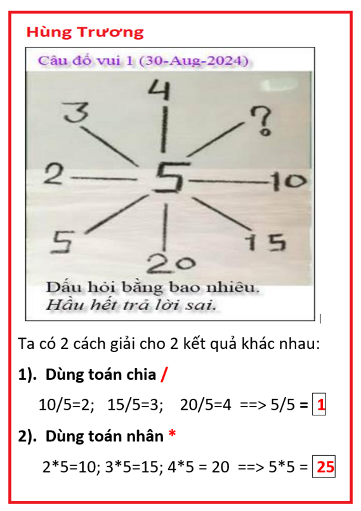 Hùng Trương
Câu đố vui 1 (30-Aug-2024)
4
3
?
2
5
10
5
15
20
Dấu hỏi bằng bao nhiêu.
Hầu hết trả lời sai.
Ta có 2 cách giải cho 2 kết quả khác nhau:
1). Dùng toán chia /
10/5=2; 15/5=3; 20/5=4 ==> 5/5 = 1
2). Dùng toán nhân *
2*5=10; 3*5=15; 4*5 = 20 ==> 5*5 = 25